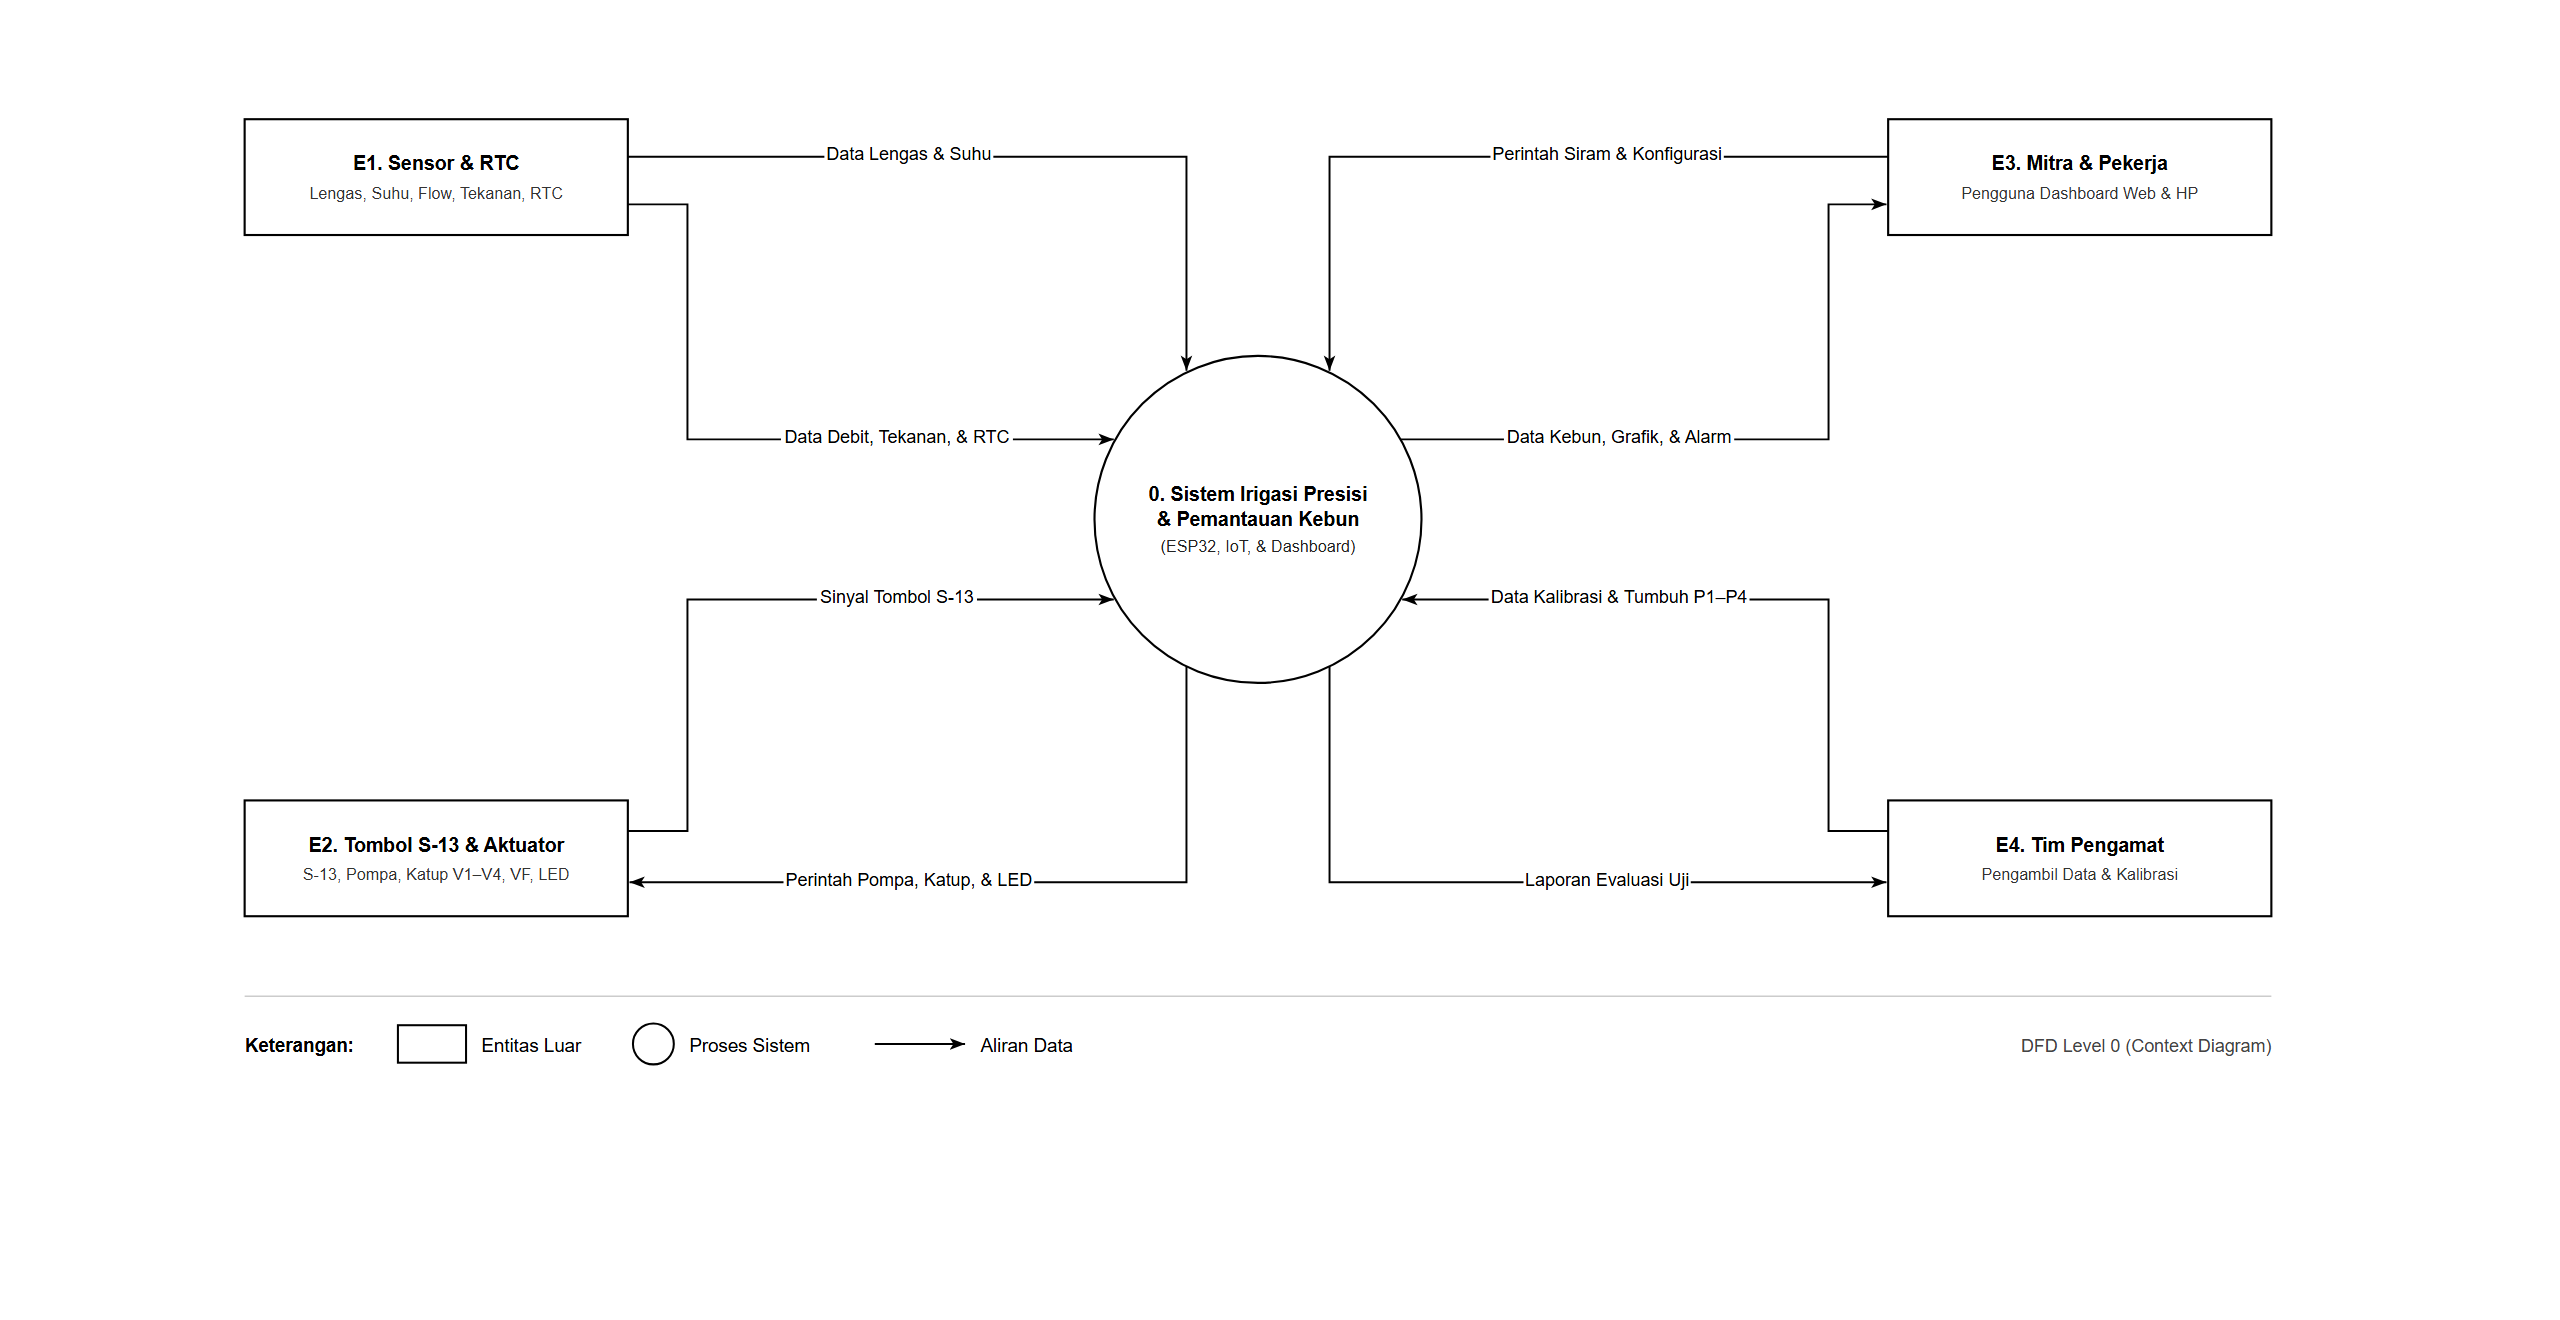 E1. Sensor & RTC
Lengas, Suhu, Flow, Tekanan, RTC
Data Lengas & Suhu
Perintah Siram & Konfigurasi
E3. Mitra & Pekerja
Pengguna Dashboard Web & HP
Data Debit, Tekanan, & RTC
Data Kebun, Grafik, & Alarm
0. Sistem Irigasi Presisi
& Pemantauan Kebun
(ESP32, IoT, & Dashboard)
Sinyal Tombol S-13
Data Kalibrasi & Tumbuh P1–P4
E2. Tombol S-13 & Aktuator
S-13, Pompa, Katup V1–V4, VF, LED
Perintah Pompa, Katup, & LED
Laporan Evaluasi Uji
E4. Tim Pengamat
Pengambil Data & Kalibrasi
Keterangan:
Entitas Luar
Proses Sistem
Aliran Data
DFD Level 0 (Context Diagram)